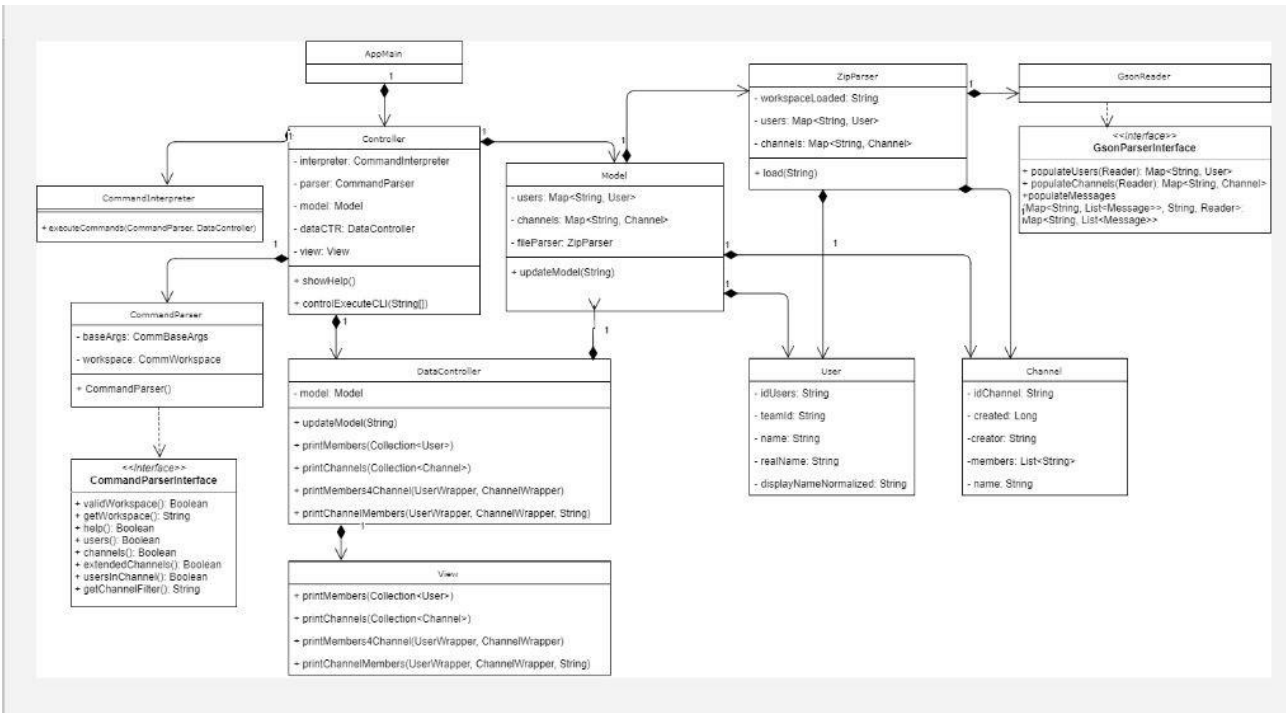 AppMain
1
Controller
- interpreter: CommandInterpreter
- parser: CommandParser
- model: Model
- dataCTR: DataController
- view: View
+ showHelp()
+ controlExecuteCLI(String[])
1
1
1
1
CommandInterpreter
+ executeCommands(CommandParser, DataController)
CommandParser
- baseArgs: CommBaseArgs
- workspace: CommWorkspace
+ CommandParser()
<<Interface>>
CommandParserInterface
+ validWorkspace(): Boolean
+ getWorkspace(): String
+ help(): Boolean
+ users(): Boolean
+ channels(): Boolean
+ extendedChannels(): Boolean
+ usersInChannel(): Boolean
+ getChannelFilter(): String
DataController
- model: Model
+ updateModel(String)
+ printMembers(Collection<User>)
+ printChannels(Collection<Channel>)
+ printMembers4Channel(UserWrapper, ChannelWrapper)
+ printChannelMembers(UserWrapper, ChannelWrapper, String)
1
1
View
+ printMembers(Collection<User>)
+ printChannels(Collection<Channel>)
+ printMembers4Channel(UserWrapper, ChannelWrapper)
+ printChannelMembers(UserWrapper, ChannelWrapper, String)
Model
- users: Map<String, User>
- channels: Map<String, Channel>
- fileParser: ZipParser
+ updateModel(String)
1
1
1
ZipParser
- workspaceLoaded: String
- users: Map<String, User>
- channels: Map<String, Channel>
+ load(String)
1
1
1
GsonReader
<<Interface>>
GsonParserInterface
+ populateUsers(Reader): Map<String, User>
+ populateChannels(Reader): Map<String, Channel>
+populateMessages
(Map<String, List<Message>>, String, Reader):
Map<String, List<Message>>
User
- idUsers: String
- teamId: String
- name: String
- realName: String
- displayNameNormalized: String
Channel
- idChannel: String
- created: Long
-creator: String
-members: List<String>
- name: String